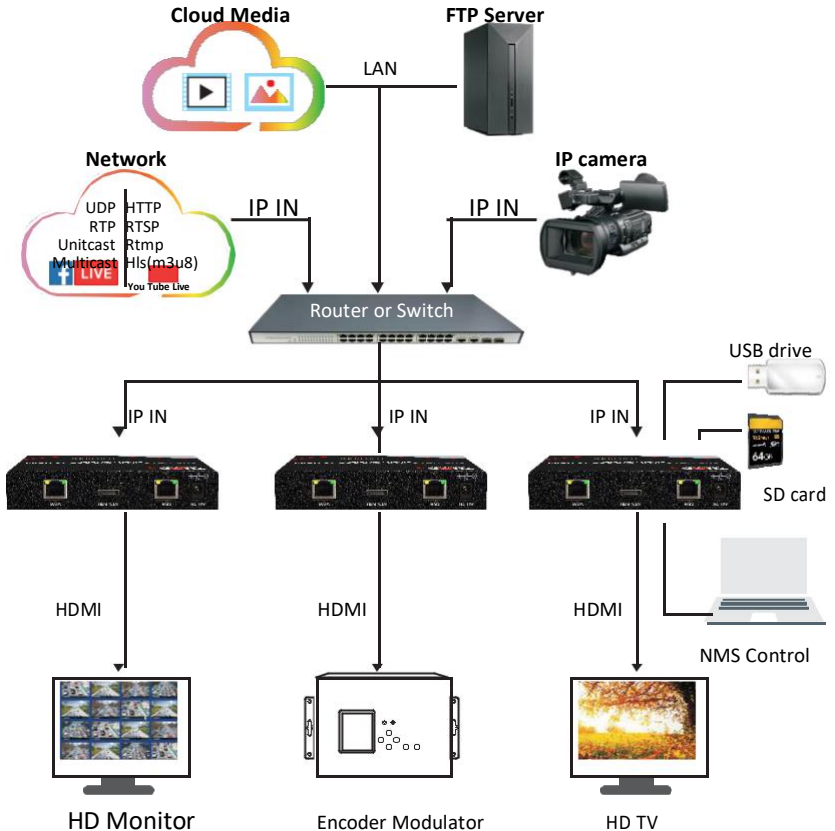 Cloud Media
FTP Server
LAN
Network
IP camera
UDP HTTP
RTP RTSP
Unitcast Rtmp
Multicast Hls(m3u8)
f LIVE
You Tube Live
IP IN
IP IN
Router or Switch
USB drive
IP IN
IP IN
IP IN
64GB
SD card
HDMI
HDMI
HDMI
NMS Control
HD Monitor
Encoder Modulator
HD TV